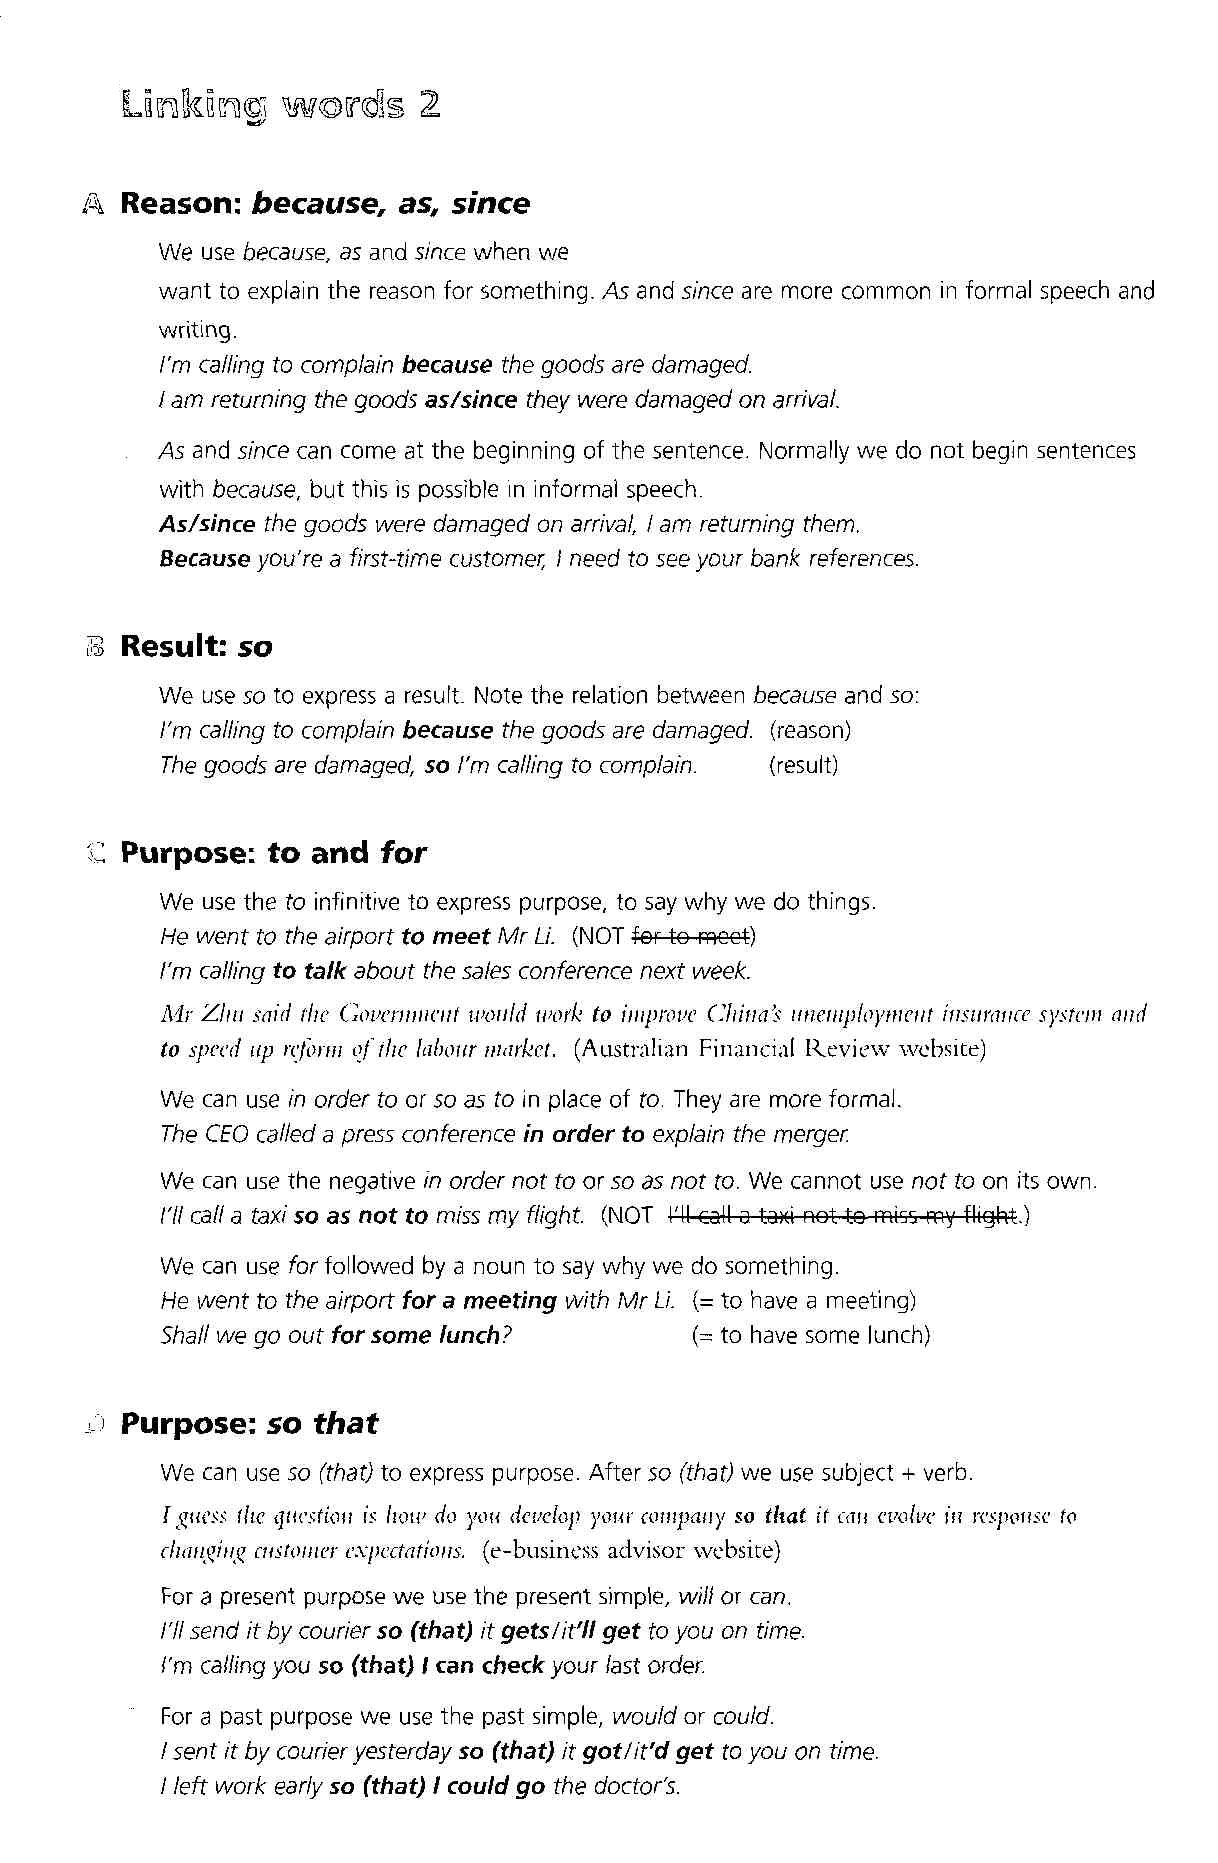 Linking words 2
A Reason: because, as, since
We use because, as and since when we
want to explain the reason for something. As and since are more common in formal speech and
writing.
I'm calling to complain because the goods are damaged.
I am returning the goods as/since they were damaged on arrival.
As and since can come at the beginning of the sentence. Normally we do not begin sentences
with because, but this is possible in informal speech.
As/since the goods were damaged on arrival, I am returning them.
Because you're a first-time customer, I need to see your bank references.
B Result: so
We use so to express a result. Note the relation between because and so:
I'm calling to complain because the goods are damaged. (reason)
The goods are damaged, so I'm calling to complain. (result)
C Purpose: to and for
We use the to infinitive to express purpose, to say why we do things.
He went to the airport to meet Mr Li. (NOT for to meet)
I'm calling to talk about the sales conference next week.
Mr Zhu said the Government would work to improve China's unemployment insurance system and
to speed up reform of the labour market. (Australian Financial Review website)
We can use in order to or so as to in place of to. They are more formal.
The CEO called a press conference in order to explain the merger.
We can use the negative in order not to or so as not to. We cannot use not to on its own.
I'll call a taxi so as not to miss my flight. (NOT I'll call a taxi not to miss my flight.)
We can use for followed by a noun to say why we do something.
He went to the airport for a meeting with Mr Li. (= to have a meeting)
Shall we go out for some lunch? (= to have some lunch)
D Purpose: so that
We can use so (that) to express purpose. After so (that) we use subject + verb.
I guess the question is how do you develop your company so that it can evolve in response to
changing customer expectations. (e-business advisor website)
For a present purpose we use the present simple, will or can.
I'll send it by courier so (that) it gets/it'll get to you on time.
I'm calling you so (that) I can check your last order.
For a past purpose we use the past simple, would or could.
I sent it by courier yesterday so (that) it got/it'd get to you on time.
I left work early so (that) I could go the doctor's.